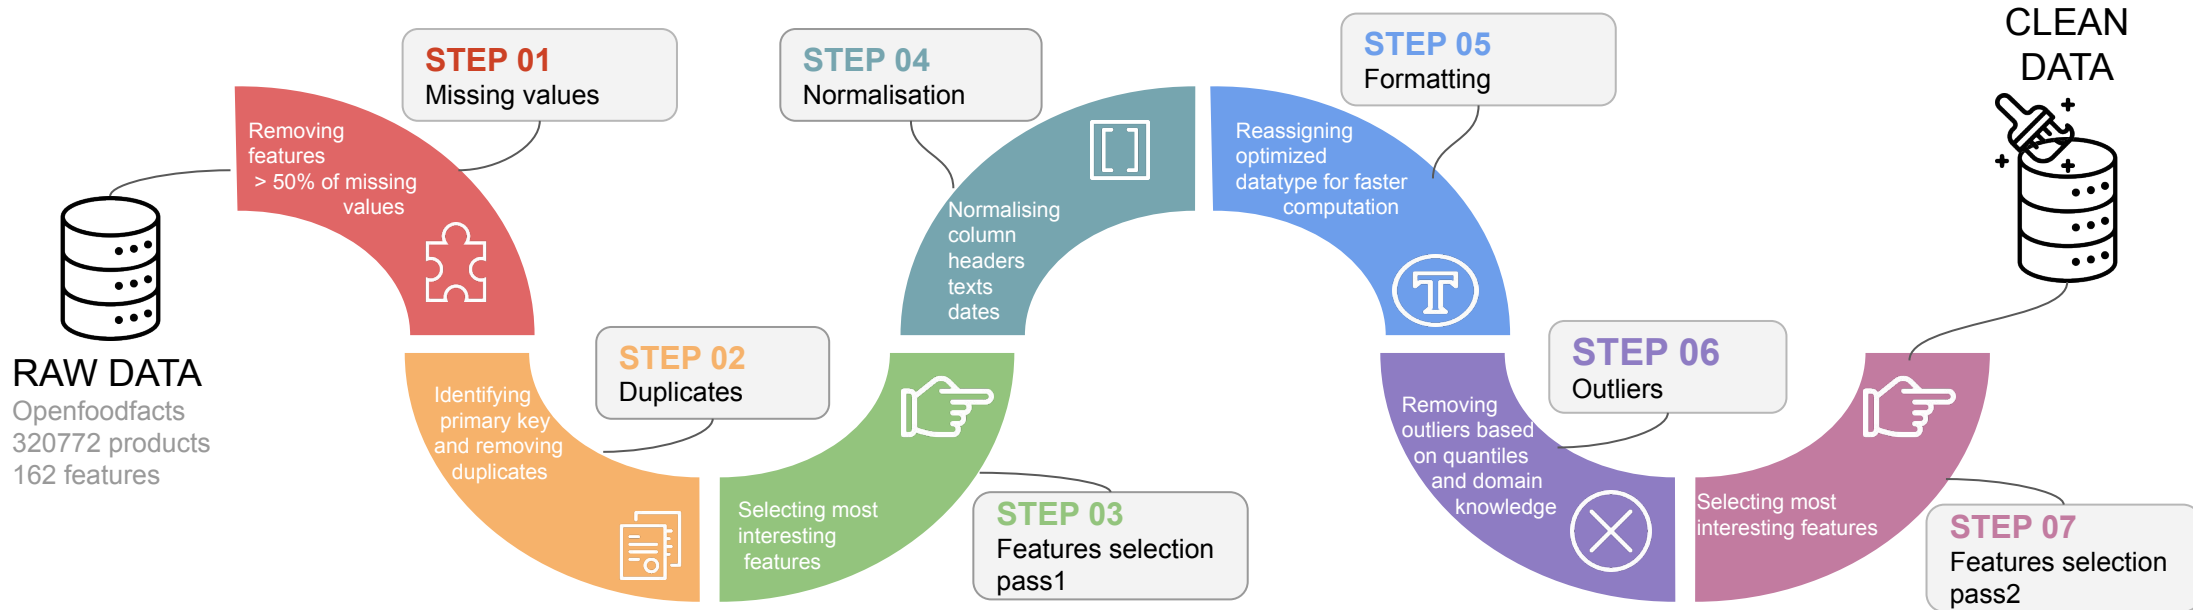 RAW DATA
Openfoodfacts
320772 products
162 features
STEP 01
Missing values
Removing
features
> 50% of missing
values
STEP 02
Duplicates
Identifying
primary key
and removing
duplicates
STEP 03
Features selection
pass1
Selecting most
interesting
features
STEP 04
Normalisation
Normalising
column
headers
texts
dates
STEP 05
Formatting
Reassigning
optimized
datatype for faster
computation
T
STEP 06
Outliers
Removing
outliers based
on quantiles
and domain
knowledge
STEP 07
Features selection
pass2
Selecting most
interesting features
CLEAN
DATA